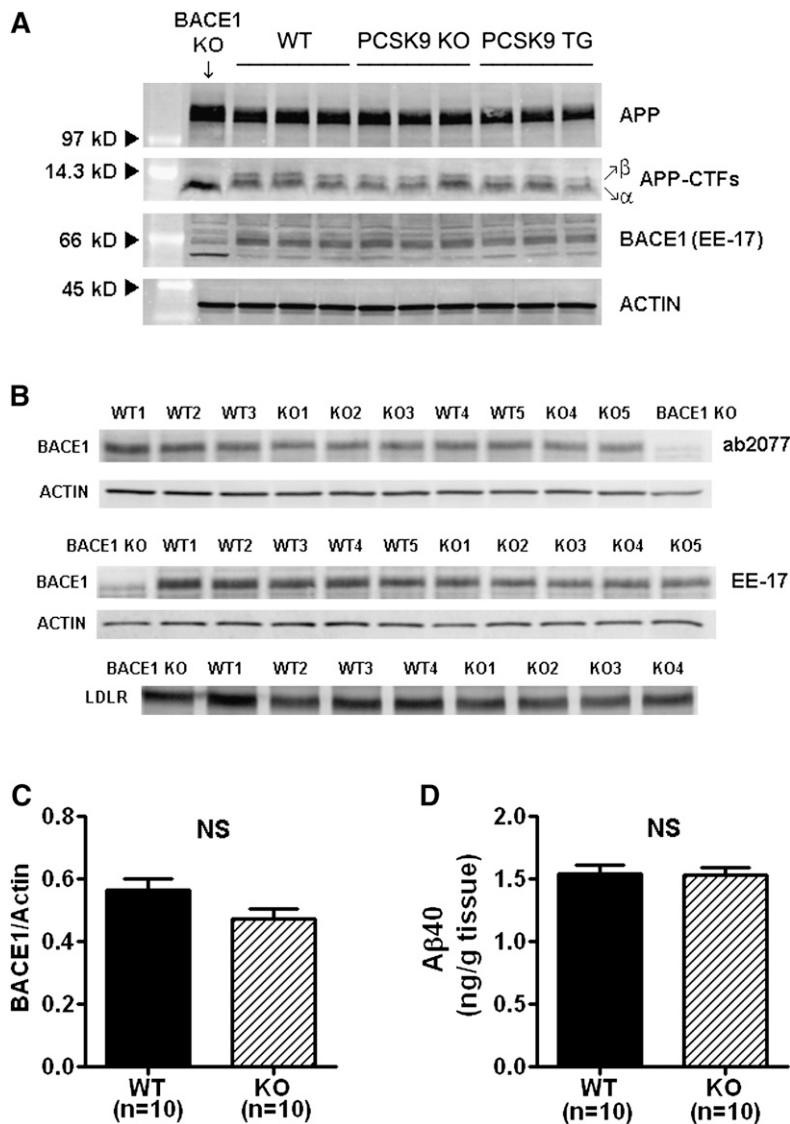 A
BACE1 KO ↓
WT
PCSK9 KO
PCSK9 TG
APP
97 kD ▶
14.3 kD ▶
β
APP-CTFs
α
66 kD ▶
BACE1 (EE-17)
45 kD ▶
ACTIN
B
WT1 WT2 WT3 KO1 KO2 KO3 WT4 WT5 KO4 KO5 BACE1 KO
BACE1
ab2077
ACTIN
BACE1 KO WT1 WT2 WT3 WT4 WT5 KO1 KO2 KO3 KO4 KO5
BACE1
EE-17
ACTIN
BACE1 KO WT1 WT2 WT3 WT4 KO1 KO2 KO3 KO4
LDLR
C
NS
BACE1/Actin
0.8
0.6
0.4
0.2
0.0
WT
(n=10)
KO
(n=10)
D
NS
Aβ40
(ng/g tissue)
2.0
1.5
1.0
0.5
0.0
WT
(n=10)
KO
(n=10)